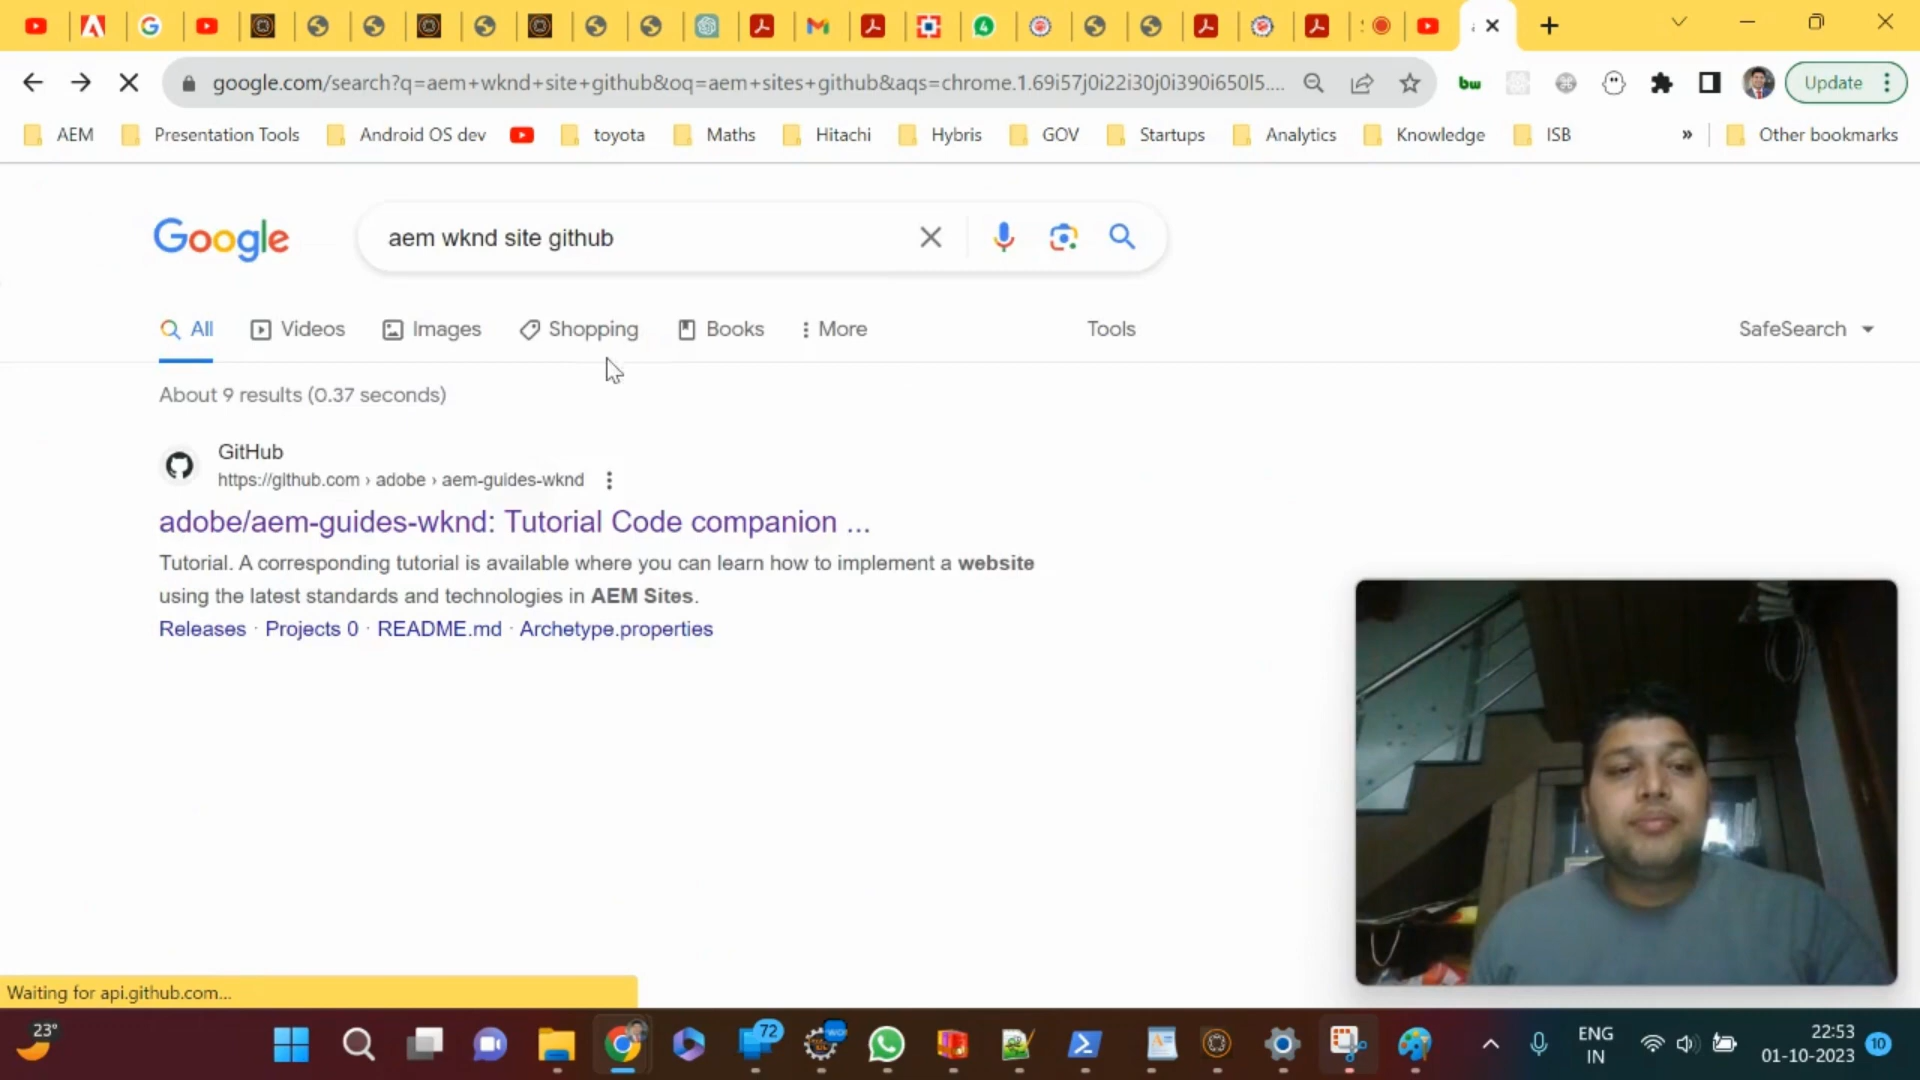 google.com/search?q=aem+wknd+site+github&oq=aem+sites+github&aqs=chrome.1.69i57j0i22i30j0i390i650l5....
Update
AEM
Presentation Tools
Android OS dev
toyota
Maths
Hitachi
Hybris
GOV
Startups
Analytics
Knowledge
ISB
»
Other bookmarks
Google
aem wknd site github
All
Videos
Images
Shopping
Books
More
Tools
SafeSearch
About 9 results (0.37 seconds)
GitHub
https://github.com › adobe › aem-guides-wknd
adobe/aem-guides-wknd: Tutorial Code companion ...
Tutorial. A corresponding tutorial is available where you can learn how to implement a website
using the latest standards and technologies in AEM Sites.
Releases · Projects 0 · README.md · Archetype.properties
Waiting for api.github.com...
23°
72
ENG
IN
22:53
01-10-2023
10